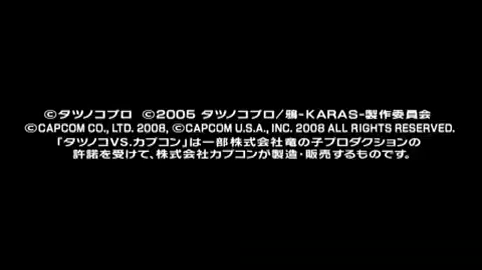 ©タツノコプロ ©2005 タツノコプロ/鴉-KARAS-製作委員会
©CAPCOM CO., LTD. 2008, ©CAPCOM U.S.A., INC. 2008 ALL RIGHTS RESERVED.
「タツノコVS.カプコン」は一部株式会社竜の子プロダクションの
許諾を受けて、株式会社カプコンが製造・販売するものです。